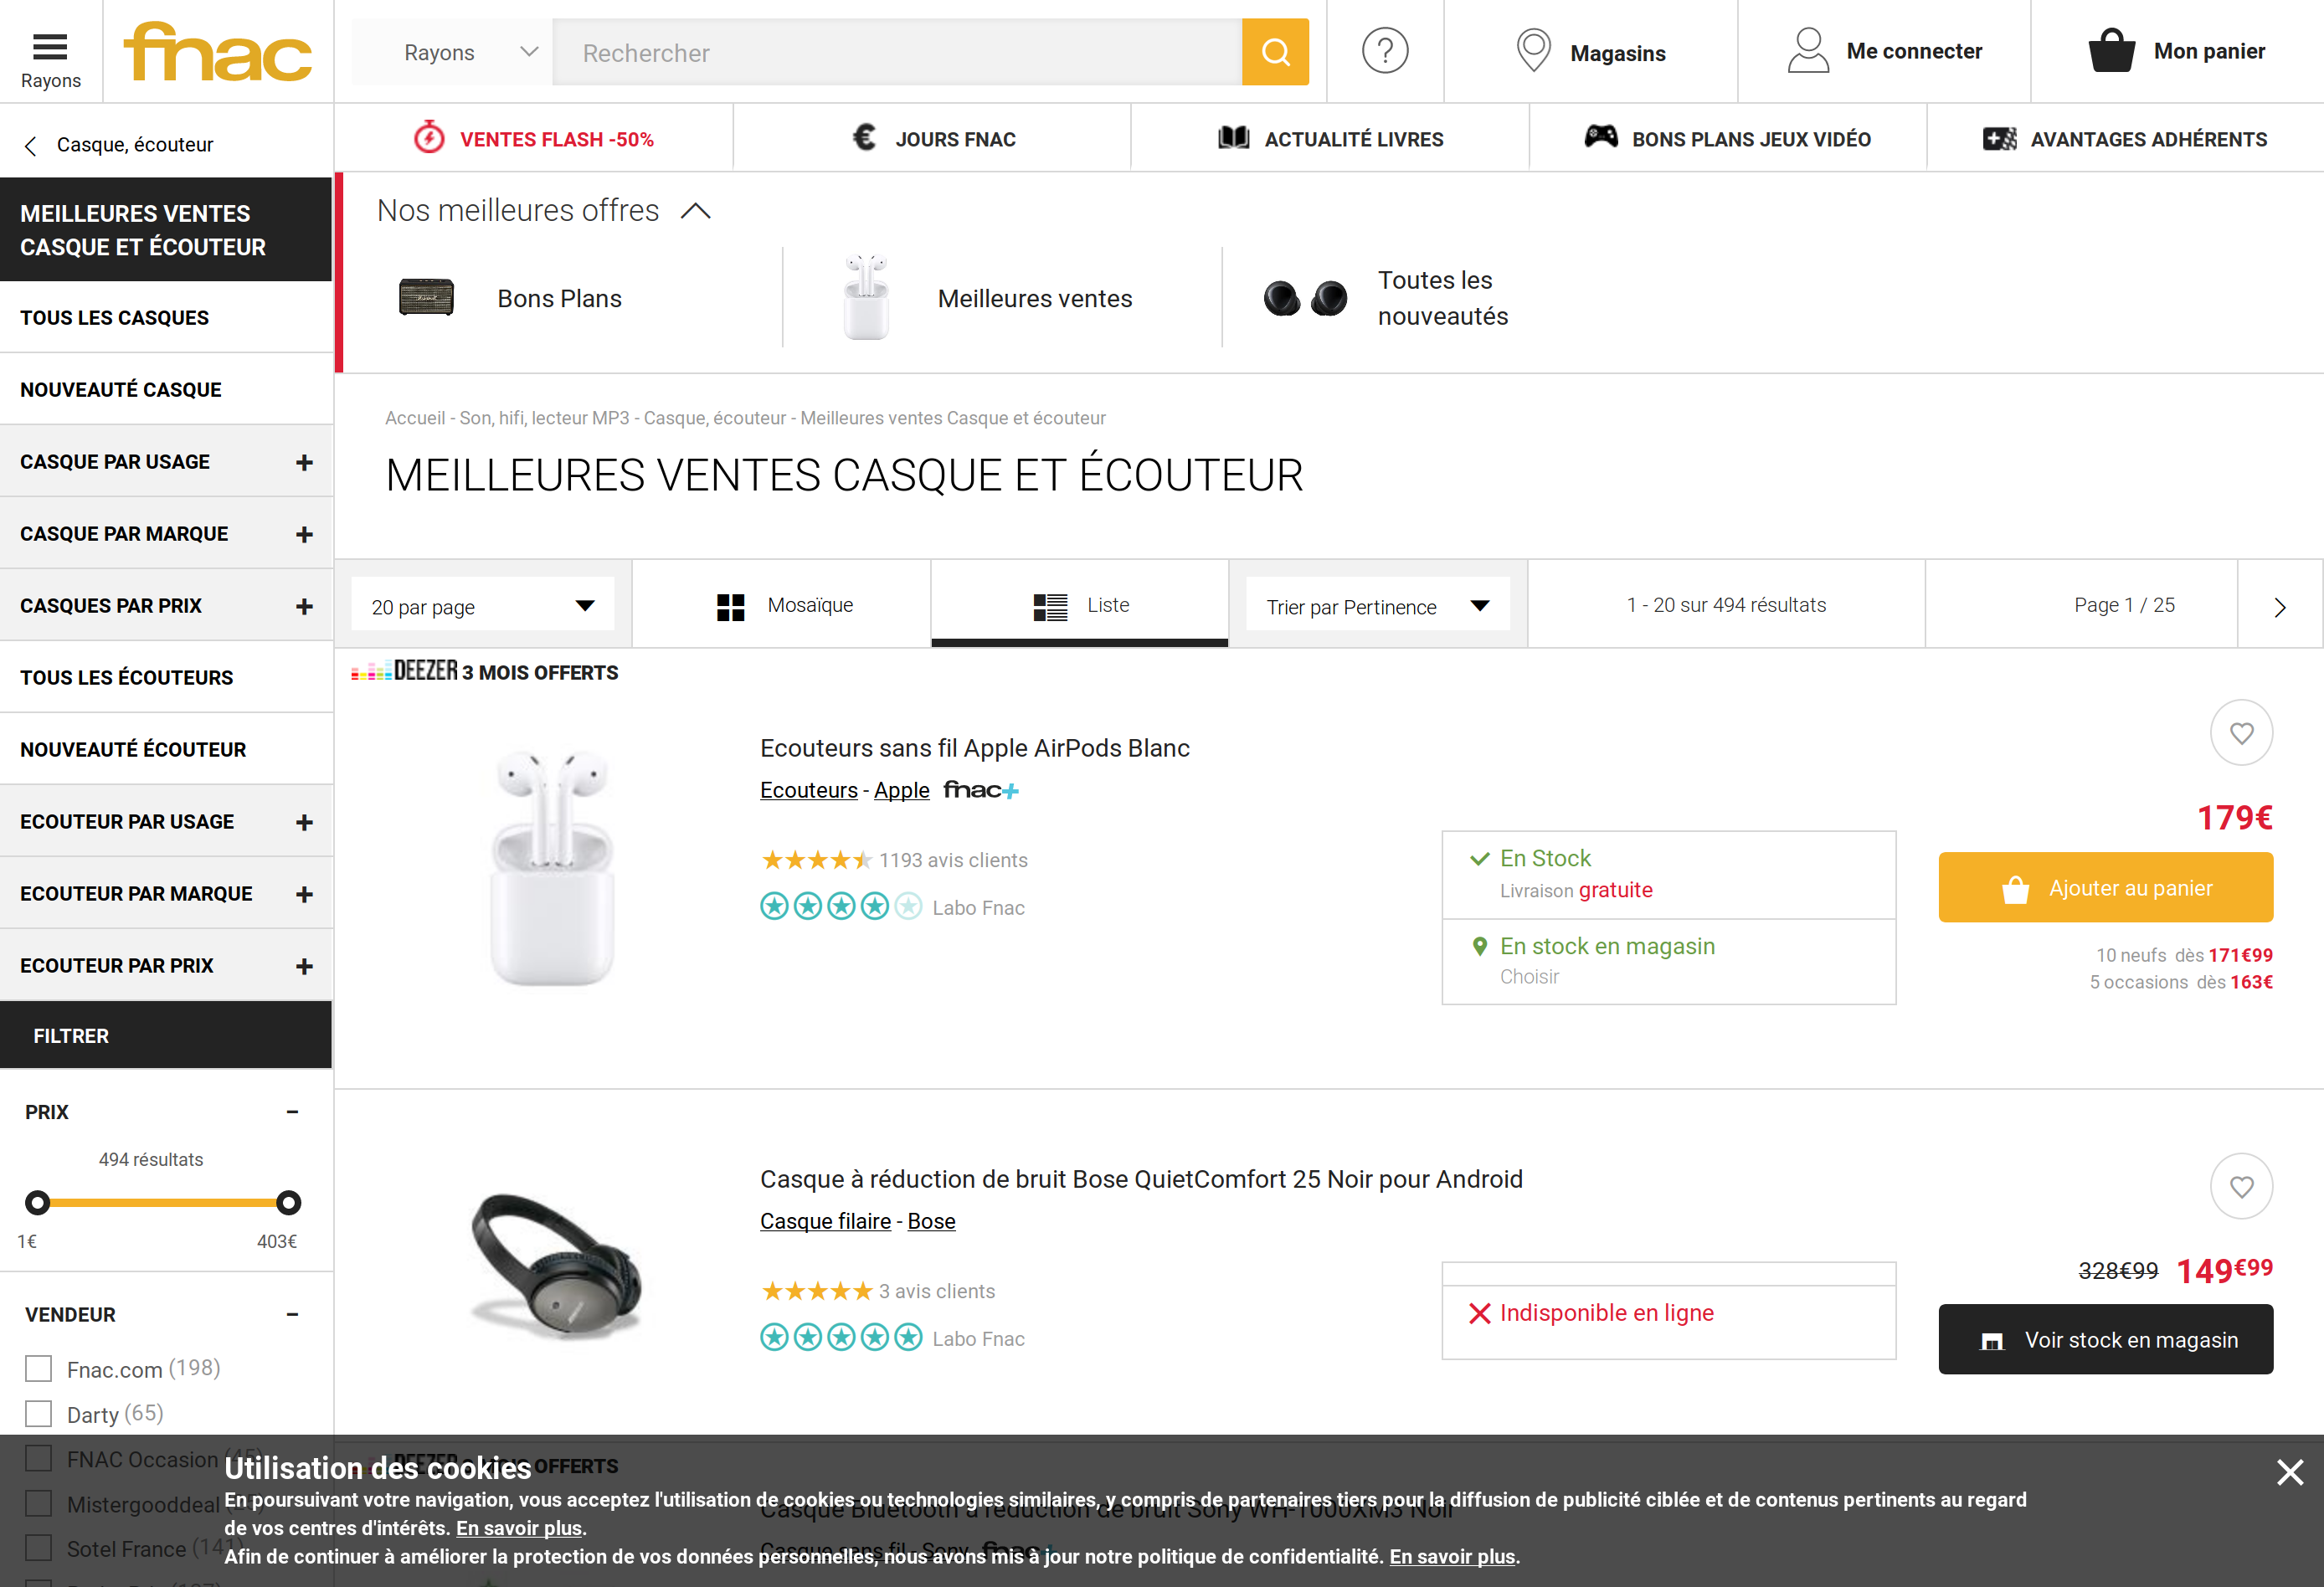 Rayons
fnac
Rayons
Rechercher
?
Magasins
Me connecter
Mon panier
VENTES FLASH -50%
JOURS FNAC
ACTUALITÉ LIVRES
BONS PLANS JEUX VIDÉO
AVANTAGES ADHÉRENTS
Casque, écouteur
MEILLEURES VENTES
CASQUE ET ÉCOUTEUR
TOUS LES CASQUES
NOUVEAUTÉ CASQUE
CASQUE PAR USAGE +
CASQUE PAR MARQUE +
CASQUES PAR PRIX +
TOUS LES ÉCOUTEURS
NOUVEAUTÉ ÉCOUTEUR
ECOUTEUR PAR USAGE +
ECOUTEUR PAR MARQUE +
ECOUTEUR PAR PRIX +
FILTRER
PRIX −
494 résultats
1€ 403€
VENDEUR −
Fnac.com (198)
Darty (65)
FNAC Occasion (45)
Mistergooddeal
Sotel France (141)
Nos meilleures offres
Bons Plans
Meilleures ventes
Toutes les
nouveautés
Accueil - Son, hifi, lecteur MP3 - Casque, écouteur - Meilleures ventes Casque et écouteur
MEILLEURES VENTES CASQUE ET ÉCOUTEUR
20 par page
Mosaïque
Liste
Trier par Pertinence
1 - 20 sur 494 résultats
Page 1 / 25
DEEZER 3 MOIS OFFERTS
Ecouteurs sans fil Apple AirPods Blanc
Ecouteurs - Apple fnac+
1193 avis clients
Labo Fnac
En Stock
Livraison gratuite
En stock en magasin
Choisir
179€
Ajouter au panier
10 neufs dès 171€99
5 occasions dès 163€
Casque à réduction de bruit Bose QuietComfort 25 Noir pour Android
Casque filaire - Bose
3 avis clients
Labo Fnac
Indisponible en ligne
328€99 149€99
Voir stock en magasin
DEEZER 3 MOIS OFFERTS
Casque Bluetooth à réduction de bruit Sony WH-1000XM3 Noir
Casque sans fil - Sony fnac+
Utilisation des cookies
En poursuivant votre navigation, vous acceptez l'utilisation de cookies ou technologies similaires, y compris de partenaires tiers pour la diffusion de publicité ciblée et de contenus pertinents au regard
de vos centres d'intérêts. En savoir plus.
Afin de continuer à améliorer la protection de vos données personnelles, nous avons mis à jour notre politique de confidentialité. En savoir plus.